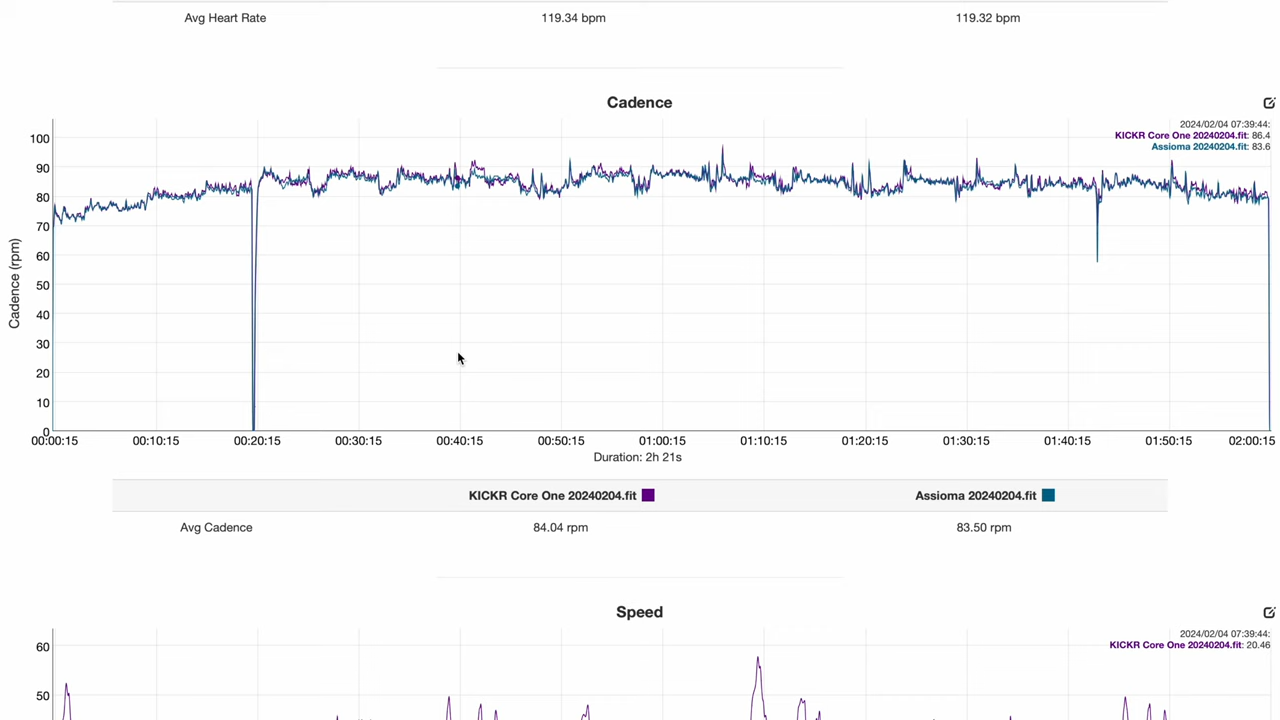 Avg Heart Rate 119.34 bpm 119.32 bpm
Cadence
2024/02/04 07:39:44:
KICKR Core One 20240204.fit: 86.4
Assioma 20240204.fit: 83.6
100
90
80
70
60
50
40
30
20
10
0
Cadence (rpm)
00:00:15 00:10:15 00:20:15 00:30:15 00:40:15 00:50:15 01:00:15 01:10:15 01:20:15 01:30:15 01:40:15 01:50:15 02:00:15
Duration: 2h 21s
KICKR Core One 20240204.fit Assioma 20240204.fit
Avg Cadence 84.04 rpm 83.50 rpm
Speed
2024/02/04 07:39:44:
KICKR Core One 20240204.fit: 20.46
60
50